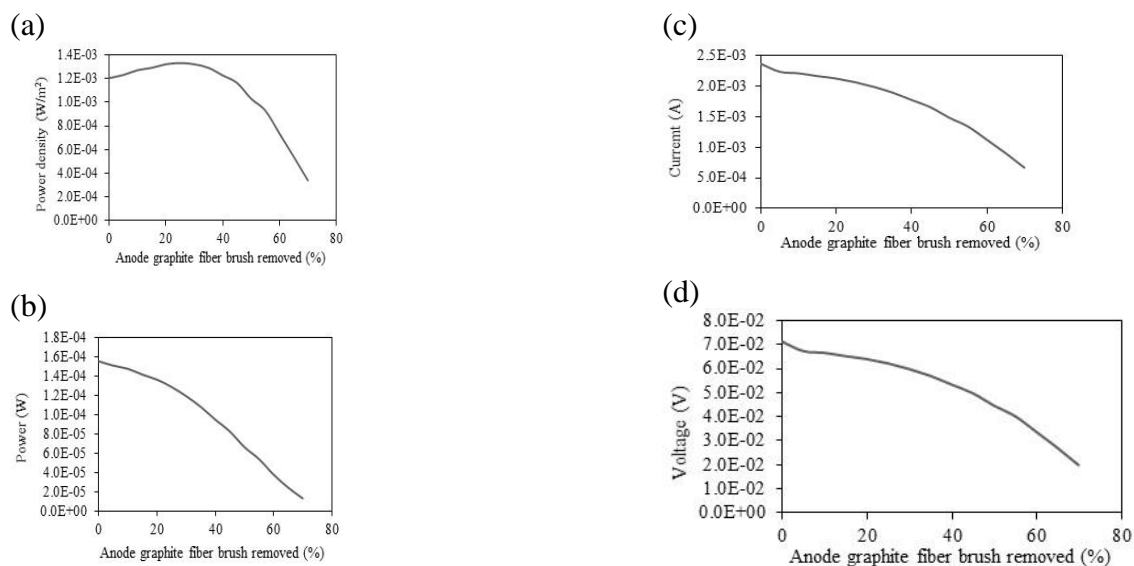 (a)
Power density (W/m²)
1.4E-03
1.2E-03
1.0E-03
8.0E-04
6.0E-04
4.0E-04
2.0E-04
0.0E+00
0 20 40 60 80
Anode graphite fiber brush removed (%)
(b)
Power (W)
1.8E-04
1.6E-04
1.4E-04
1.2E-04
1.0E-04
8.0E-05
6.0E-05
4.0E-05
2.0E-05
0.0E+00
0 20 40 60 80
Anode graphite fiber brush removed (%)
(c)
Curremt (A)
2.5E-03
2.0E-03
1.5E-03
1.0E-03
5.0E-04
0.0E+00
0 20 40 60 80
Anode graphite fiber brush removed (%)
(d)
Voltage (V)
8.0E-02
7.0E-02
6.0E-02
5.0E-02
4.0E-02
3.0E-02
2.0E-02
1.0E-02
0.0E+00
0 20 40 60 80
Anode graphite fiber brush removed (%)